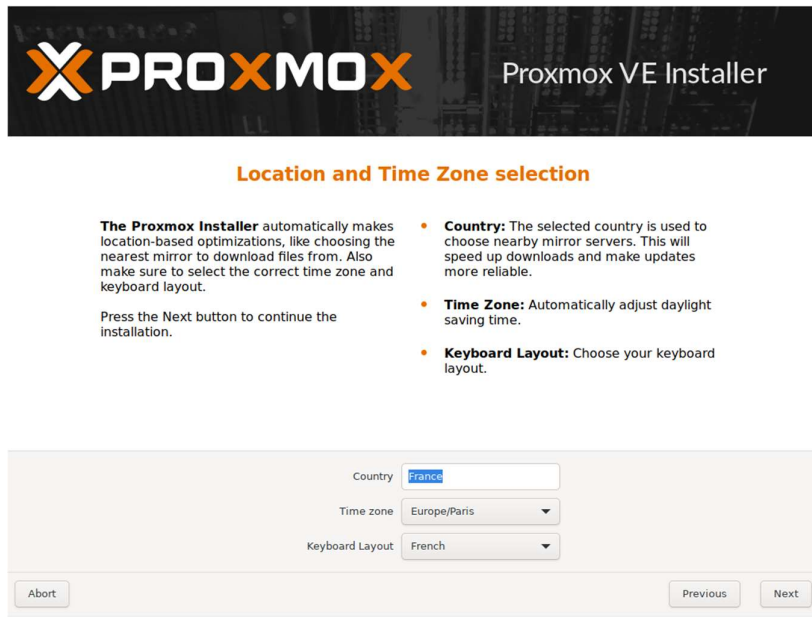 PROXMOX
Proxmox VE Installer
Location and Time Zone selection
The Proxmox Installer automatically makes
location-based optimizations, like choosing the
nearest mirror to download files from. Also
make sure to select the correct time zone and
keyboard layout.
Press the Next button to continue the
installation.
• Country: The selected country is used to
choose nearby mirror servers. This will
speed up downloads and make updates
more reliable.
• Time Zone: Automatically adjust daylight
saving time.
• Keyboard Layout: Choose your keyboard
layout.
Country France
Time zone Europe/Paris
Keyboard Layout French
Abort Previous Next